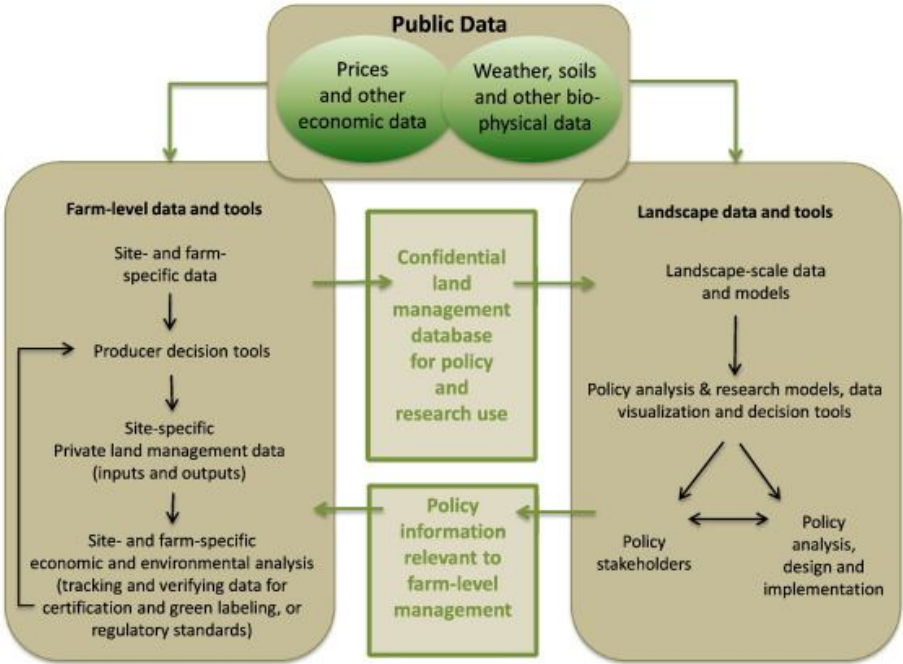 Public Data
Prices
and other
economic data
Weather, soils
and other bio-
physical data
Farm-level data and tools
Site- and farm-
specific data
Producer decision tools
Site-specific
Private land management data
(inputs and outputs)
Site- and farm-specific
economic and environmental analysis
(tracking and verifying data for
certification and green labeling, or
regulatory standards)
Confidential
land
management
database
for policy
and
research use
Policy
information
relevant to
farm-level
management
Landscape data and tools
Landscape-scale data
and models
Policy analysis & research models, data
visualization and decision tools
Policy
stakeholders
Policy
analysis,
design and
implementation